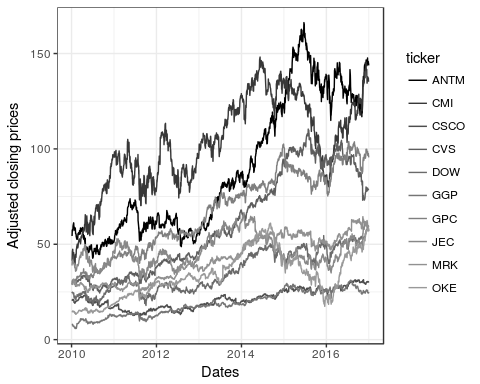 150
100
50
0
2010 2012 2014 2016
Dates
Adjusted closing prices
ticker
ANTM
CMI
CSCO
CVS
DOW
GGP
GPC
JEC
MRK
OKE